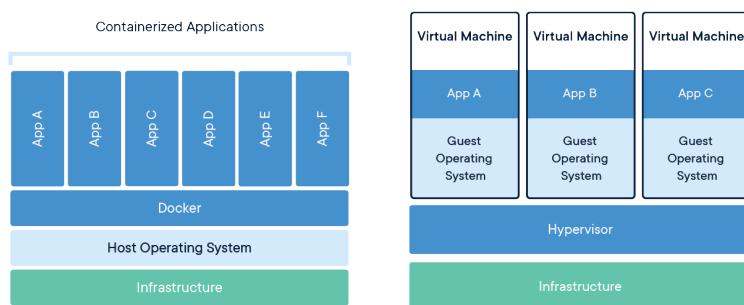 Containerized Applications
App A
App B
App C
App D
App E
App F
Docker
Host Operating System
Infrastructure
Virtual Machine
App A
Guest
Operating
System
Virtual Machine
App B
Guest
Operating
System
Virtual Machine
App C
Guest
Operating
System
Hypervisor
Infrastructure